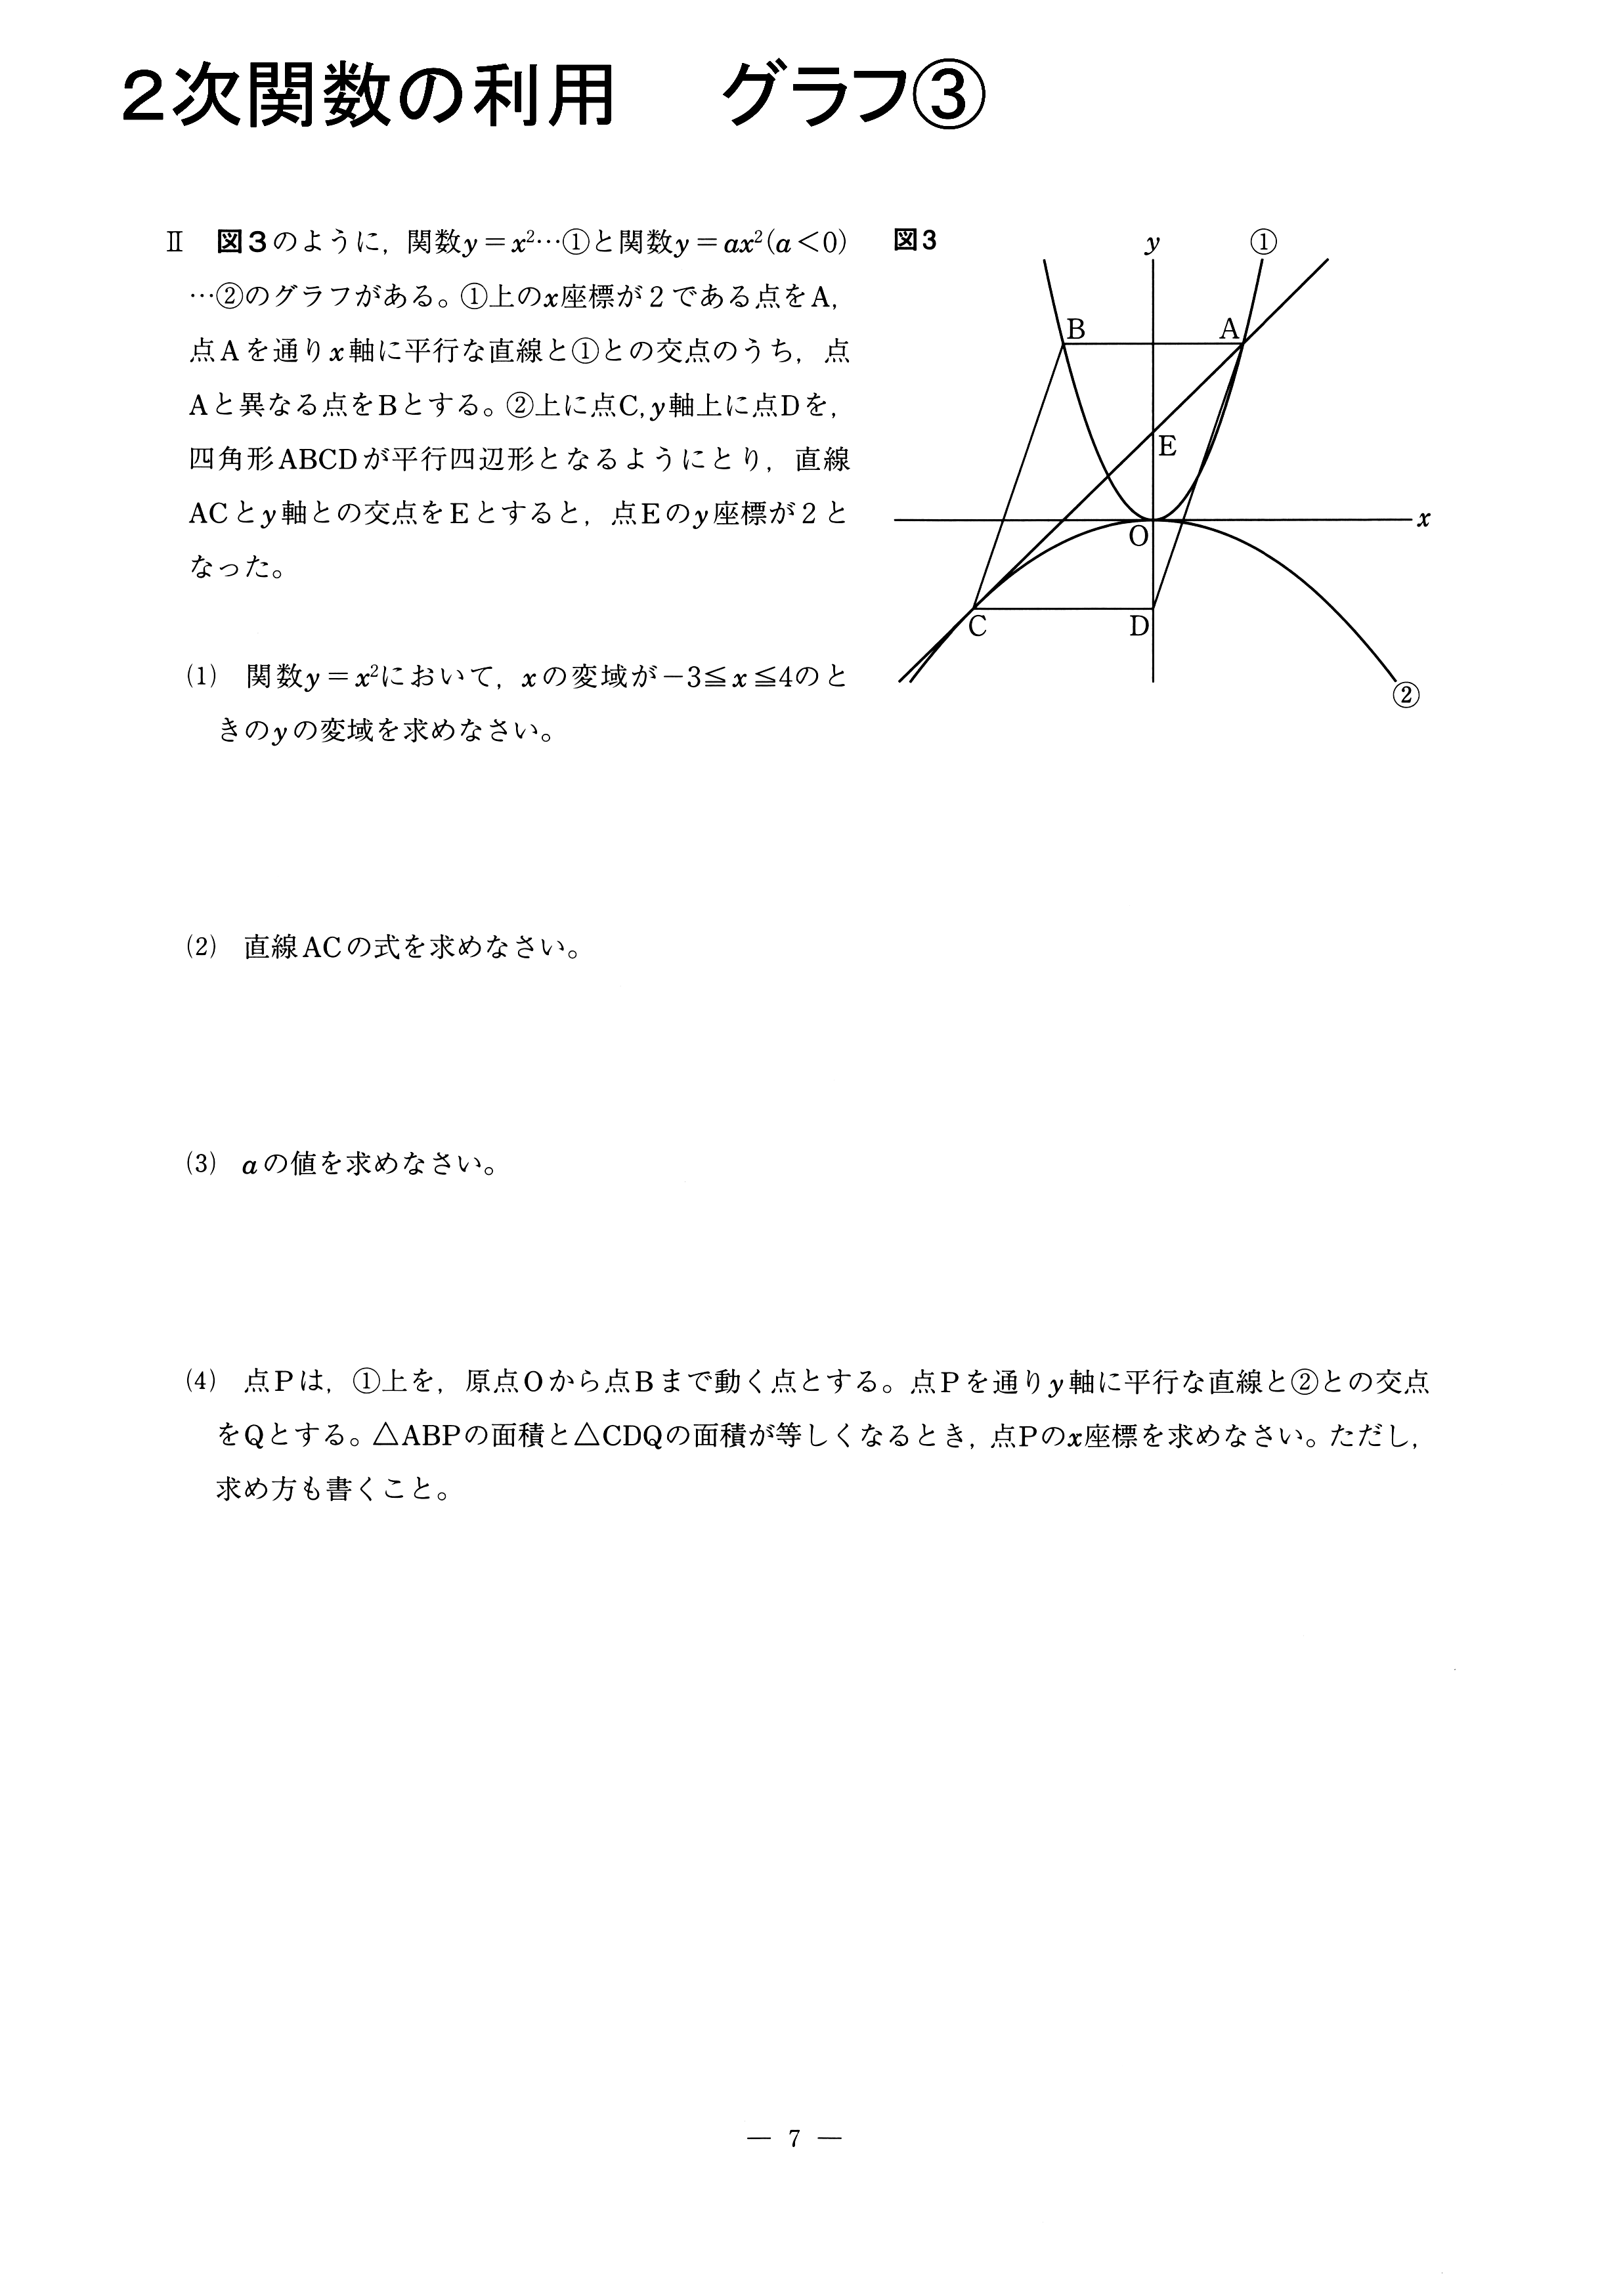 2次関数の利用　グラフ③
Ⅱ　図3のように，関数y＝x²…①と関数y＝ax²(a＜0)
…②のグラフがある。①上のx座標が2である点をA，
点Aを通りx軸に平行な直線と①との交点のうち，点
Aと異なる点をBとする。②上に点C，y軸上に点Dを，
四角形ABCDが平行四辺形となるようにとり，直線
ACとy軸との交点をEとすると，点Eのy座標が2と
なった。
図3
y
①
B
A
E
x
O
C
D
②
(1)　関数y＝x²において，xの変域が－3≦x≦4のと
きのyの変域を求めなさい。
(2)　直線ACの式を求めなさい。
(3)　aの値を求めなさい。
(4)　点Pは，①上を，原点Oから点Bまで動く点とする。点Pを通りy軸に平行な直線と②との交点
をQとする。△ABPの面積と△CDQの面積が等しくなるとき，点Pのx座標を求めなさい。ただし，
求め方も書くこと。
― 7 ―